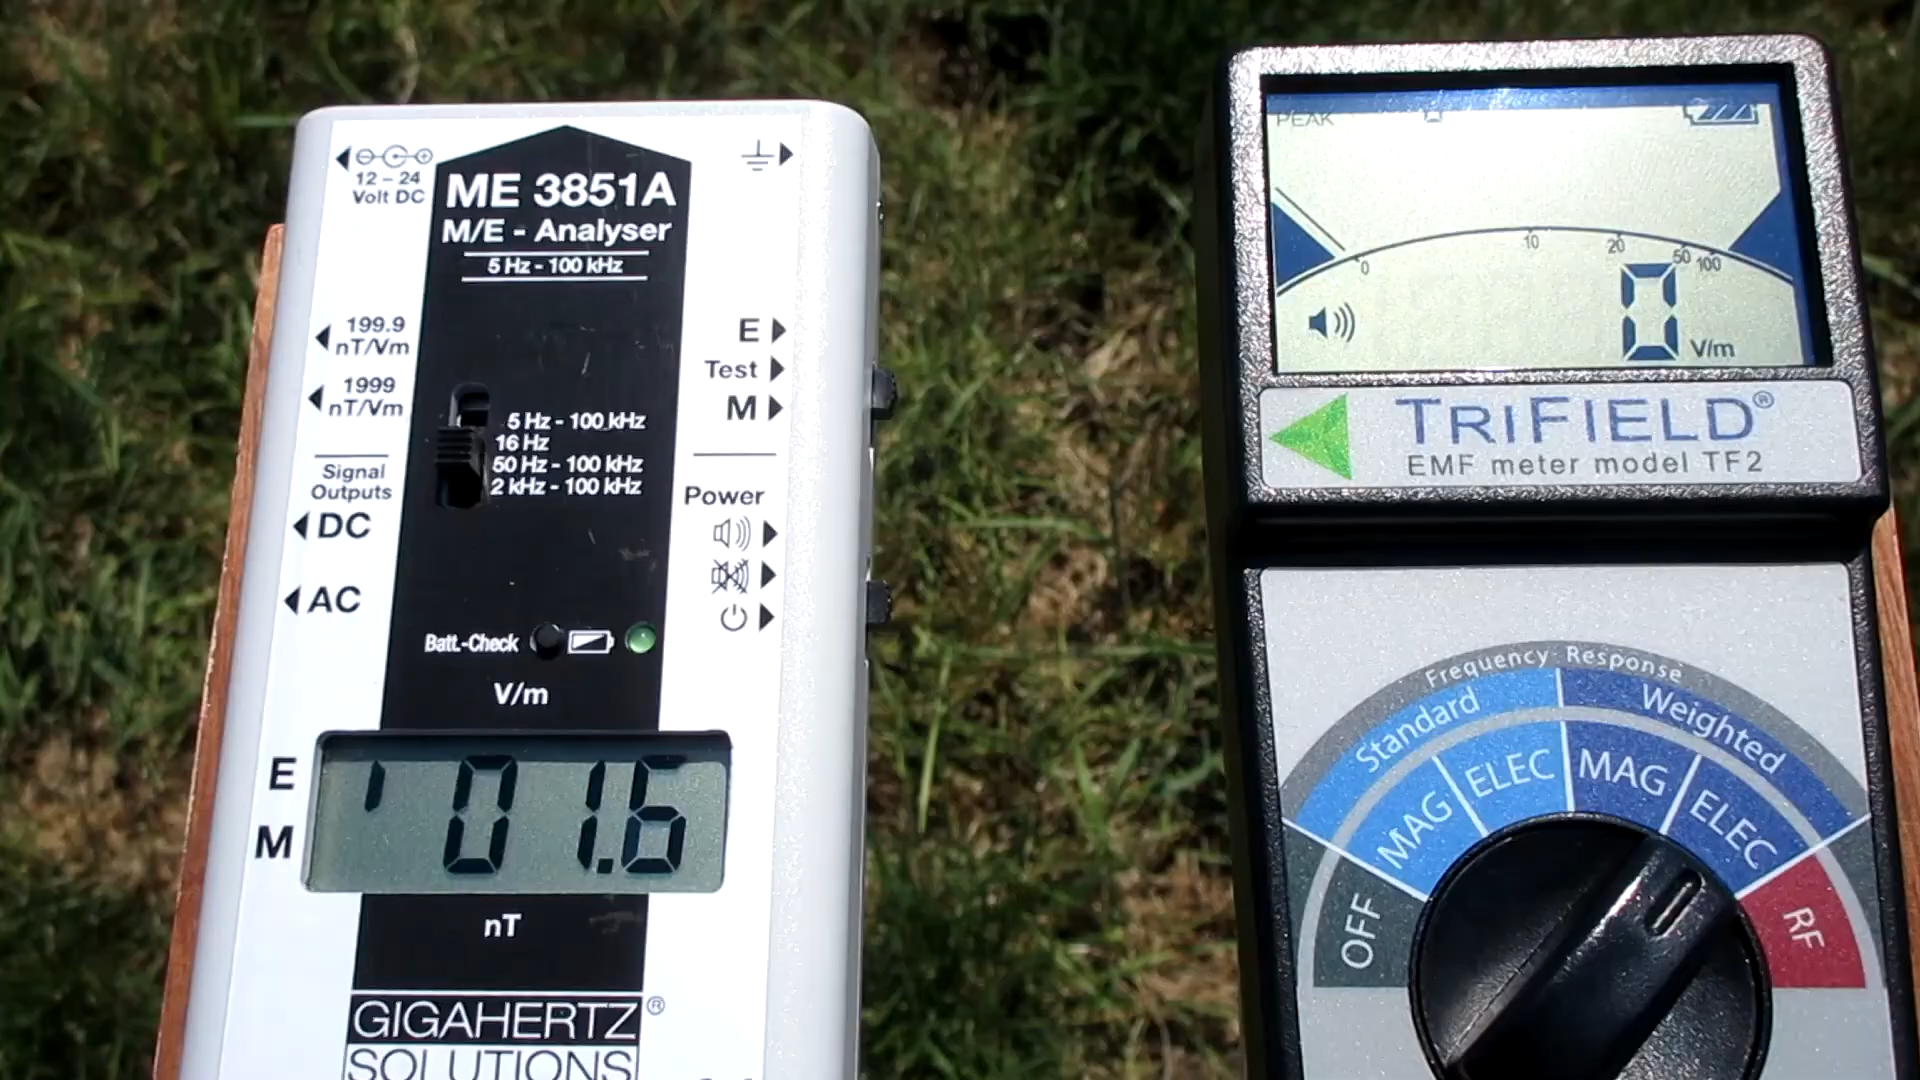 12 – 24
Volt DC
ME 3851A
M/E - Analyser
5 Hz - 100 kHz
199.9
nT/Vm
1999
nT/Vm
Signal
Outputs
DC
AC
5 Hz - 100 kHz
16 Hz
50 Hz - 100 kHz
2 kHz - 100 kHz
E
Test
M
Power
Batt.-Check
V/m
E
M
01.6
nT
GIGAHERTZ®
SOLUTIONS
PEAK
0 10 20 50 100
0 V/m
TRIFIELD®
EMF meter model TF2
Frequency Response
Standard Weighted
OFF MAG ELEC MAG ELEC RF